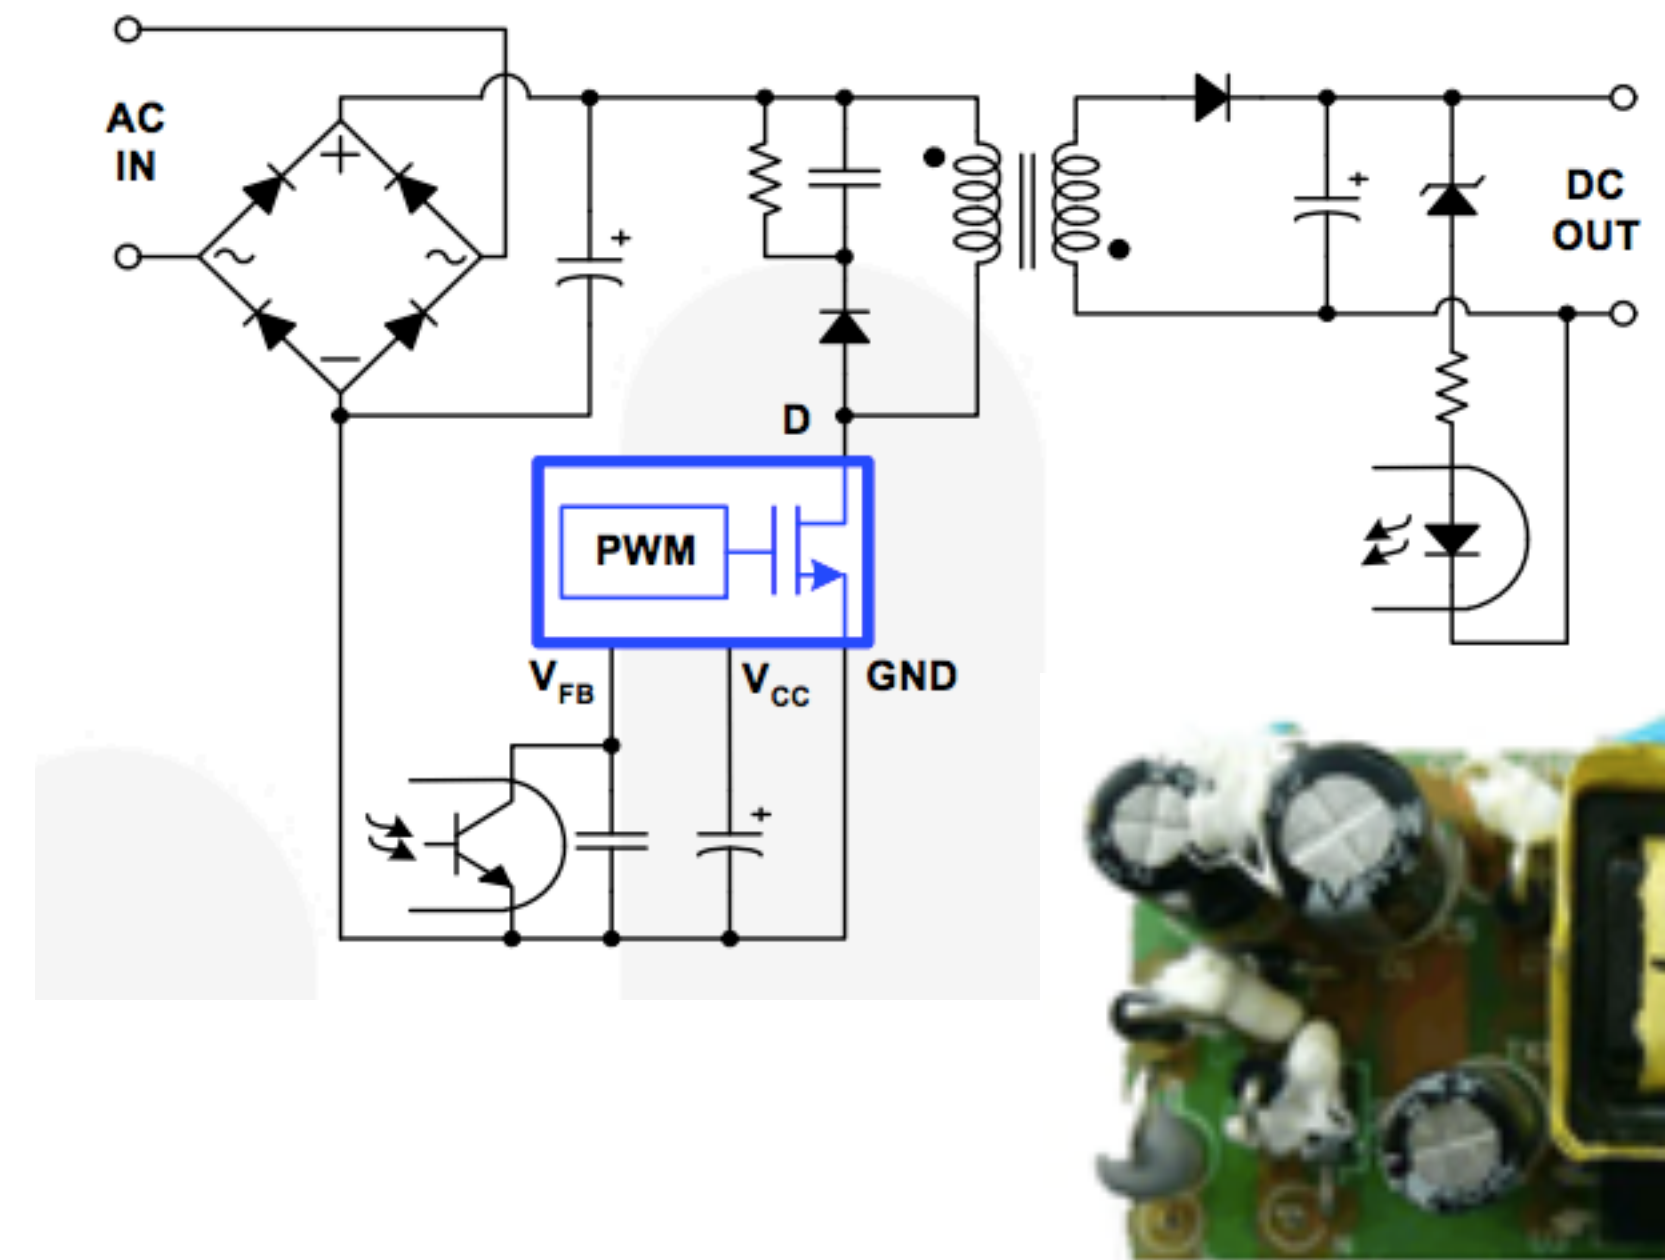 AC
IN
+
−
+
+
DC
OUT
D
PWM
VFB
VCC
GND
+